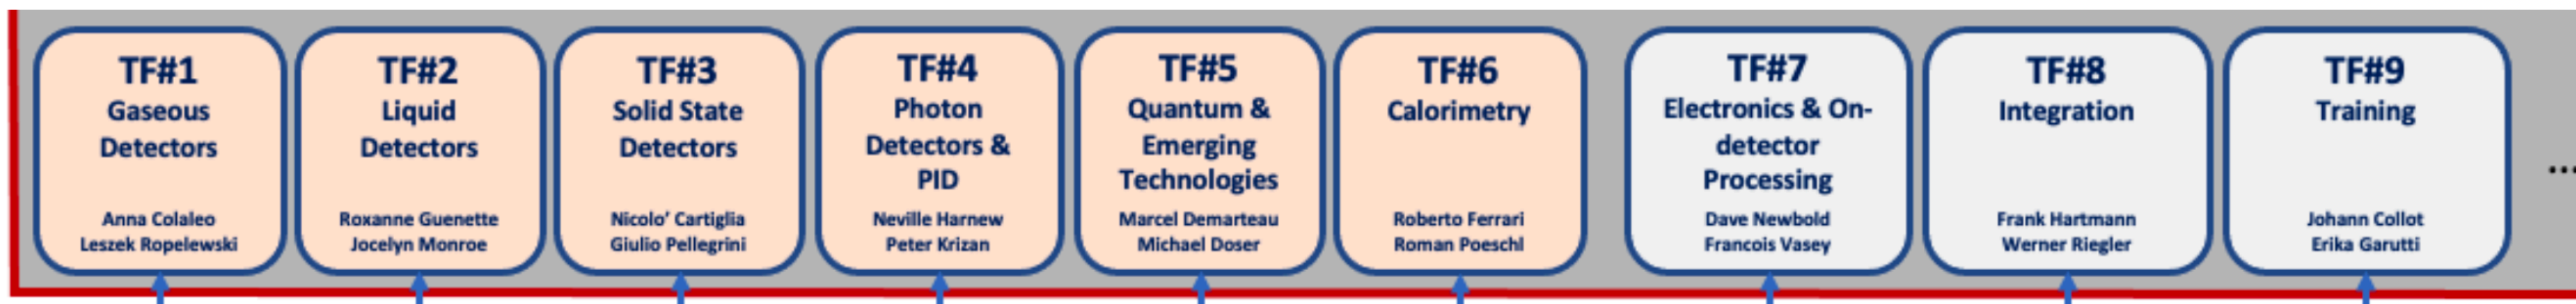 TF#1
Gaseous
Detectors
Anna Colaleo
Leszek Ropelewski
TF#2
Liquid
Detectors
Roxanne Guenette
Jocelyn Monroe
TF#3
Solid State
Detectors
Nicolo’ Cartiglia
Giulio Pellegrini
TF#4
Photon
Detectors &
PID
Neville Harnew
Peter Krizan
TF#5
Quantum &
Emerging
Technologies
Marcel Demarteau
Michael Doser
TF#6
Calorimetry
Roberto Ferrari
Roman Poeschl
TF#7
Electronics & On-
detector
Processing
Dave Newbold
Francois Vasey
TF#8
Integration
Frank Hartmann
Werner Riegler
TF#9
Training
Johann Collot
Erika Garutti
...